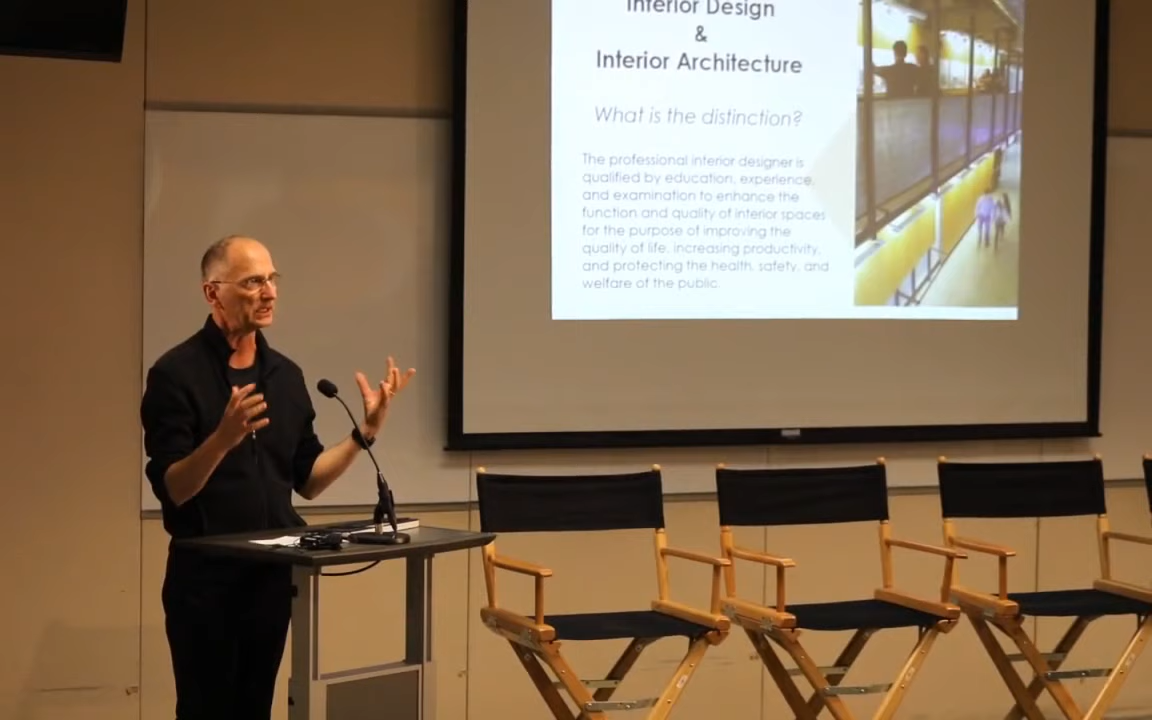 Interior Design
&
Interior Architecture
What is the distinction?
The professional interior designer is
qualified by education, experience,
and examination to enhance the
function and quality of interior spaces
for the purpose of improving the
quality of life, increasing productivity,
and protecting the health, safety, and
welfare of the public.